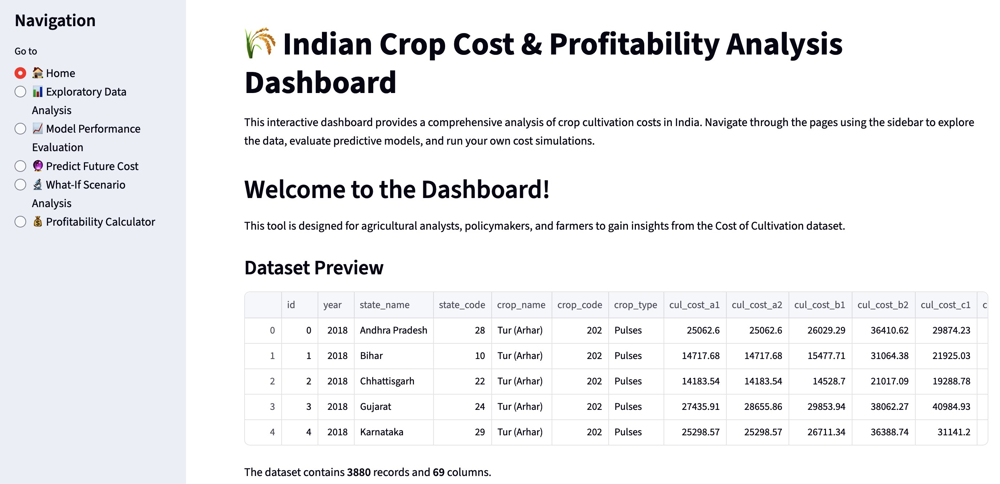 Navigation
Go to
Home
Exploratory Data
Analysis
Model Performance
Evaluation
Predict Future Cost
What-If Scenario
Analysis
Profitability Calculator
Indian Crop Cost & Profitability Analysis
Dashboard
This interactive dashboard provides a comprehensive analysis of crop cultivation costs in India. Navigate through the pages using the sidebar to explore
the data, evaluate predictive models, and run your own cost simulations.
Welcome to the Dashboard!
This tool is designed for agricultural analysts, policymakers, and farmers to gain insights from the Cost of Cultivation dataset.
Dataset Preview
id year state_name state_code crop_name crop_code crop_type cul_cost_a1 cul_cost_a2 cul_cost_b1 cul_cost_b2 cul_cost_c1 c
0 0 2018 Andhra Pradesh 28 Tur (Arhar) 202 Pulses 25062.6 25062.6 26029.29 36410.62 29874.23
1 1 2018 Bihar 10 Tur (Arhar) 202 Pulses 14717.68 14717.68 15477.71 31064.38 21925.03
2 2 2018 Chhattisgarh 22 Tur (Arhar) 202 Pulses 14183.54 14183.54 14528.7 21017.09 19288.78
3 3 2018 Gujarat 24 Tur (Arhar) 202 Pulses 27435.91 28655.86 29853.94 38062.27 40984.93
4 4 2018 Karnataka 29 Tur (Arhar) 202 Pulses 25298.57 25298.57 26711.34 36388.74 31141.2
The dataset contains 3880 records and 69 columns.